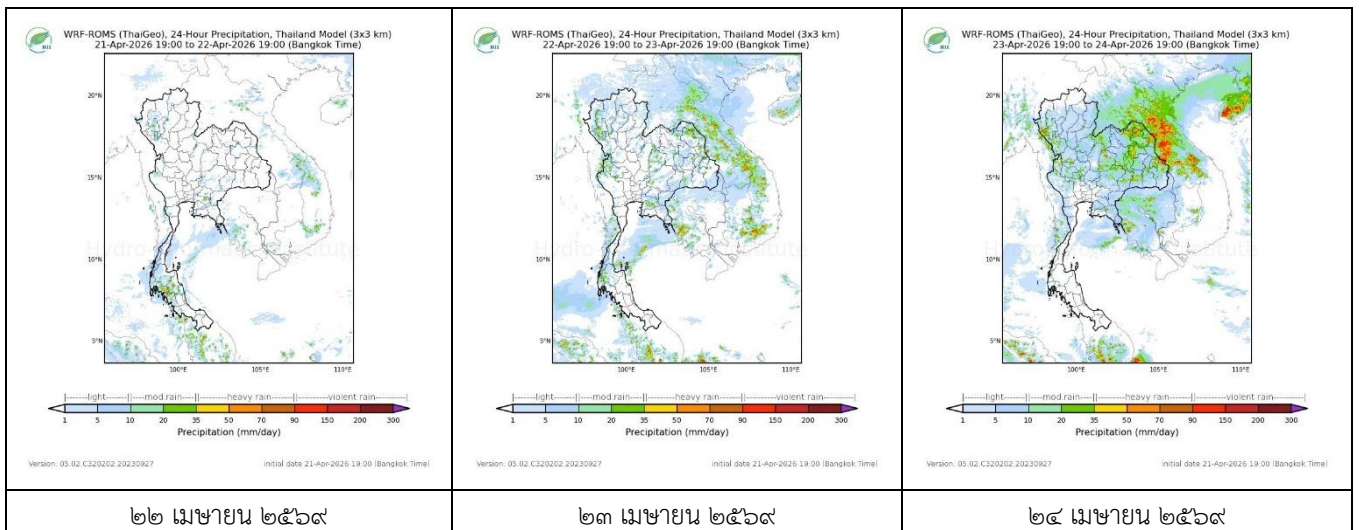 WRF-ROMS (ThaiGeo), 24-Hour Precipitation, Thailand Model (3x3 km)
21-Apr-2026 19:00 to 22-Apr-2026 19:00 (Bangkok Time)
20°N
15°N
10°N
5°N
100°E 105°E 110°E
light mod.rain heavy rain violent rain
1 5 10 20 35 50 70 90 150 200 300
Precipitation (mm/day)
Version: 05.02.C320202.20230927 initial date 21-Apr-2026 19:00 (Bangkok Time)
๒๒ เมษายน ๒๕๖๙
WRF-ROMS (ThaiGeo), 24-Hour Precipitation, Thailand Model (3x3 km)
22-Apr-2026 19:00 to 23-Apr-2026 19:00 (Bangkok Time)
20°N
15°N
10°N
5°N
100°E 105°E 110°E
light mod.rain heavy rain violent rain
1 5 10 20 35 50 70 90 150 200 300
Precipitation (mm/day)
Version: 05.02.C320202.20230927 initial date 21-Apr-2026 19:00 (Bangkok Time)
๒๓ เมษายน ๒๕๖๙
WRF-ROMS (ThaiGeo), 24-Hour Precipitation, Thailand Model (3x3 km)
23-Apr-2026 19:00 to 24-Apr-2026 19:00 (Bangkok Time)
20°N
15°N
10°N
5°N
100°E 105°E 110°E
light mod.rain heavy rain violent rain
1 5 10 20 35 50 70 90 150 200 300
Precipitation (mm/day)
Version: 05.02.C320202.20230927 initial date 21-Apr-2026 19:00 (Bangkok Time)
๒๔ เมษายน ๒๕๖๙